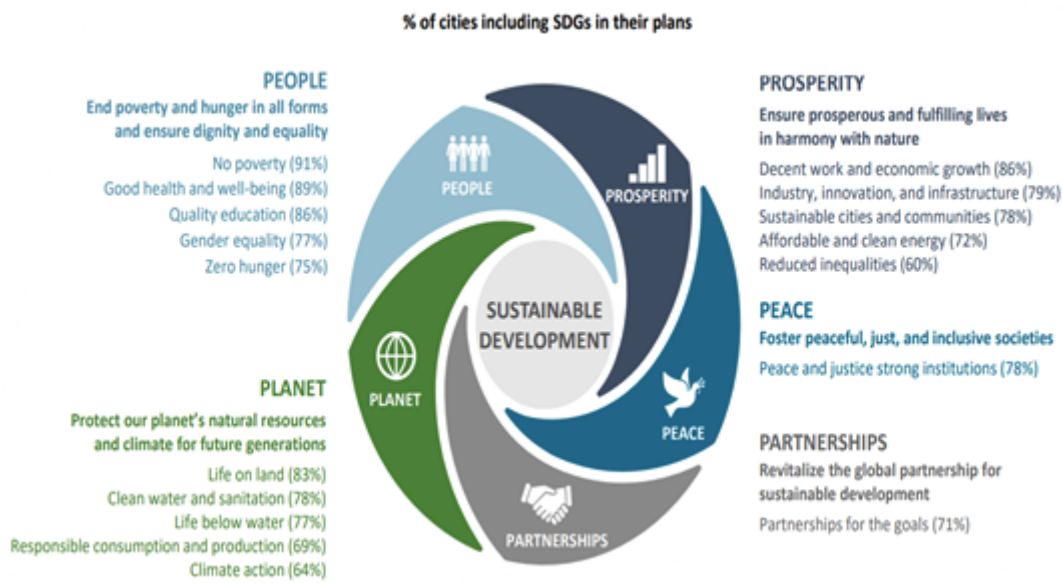 % of cities including SDGs in their plans
PEOPLE
End poverty and hunger in all forms
and ensure dignity and equality
No poverty (91%)
Good health and well-being (89%)
Quality education (86%)
Gender equality (77%)
Zero hunger (75%)
PLANET
Protect our planet's natural resources
and climate for future generations
Life on land (83%)
Clean water and sanitation (78%)
Life below water (77%)
Responsible consumption and production (69%)
Climate action (64%)
PEOPLE
PROSPERITY
SUSTAINABLE
DEVELOPMENT
PLANET
PEACE
PARTNERSHIPS
PROSPERITY
Ensure prosperous and fulfilling lives
in harmony with nature
Decent work and economic growth (86%)
Industry, innovation, and infrastructure (79%)
Sustainable cities and communities (78%)
Affordable and clean energy (72%)
Reduced inequalities (60%)
PEACE
Foster peaceful, just, and inclusive societies
Peace and justice strong institutions (78%)
PARTNERSHIPS
Revitalize the global partnership for
sustainable development
Partnerships for the goals (71%)